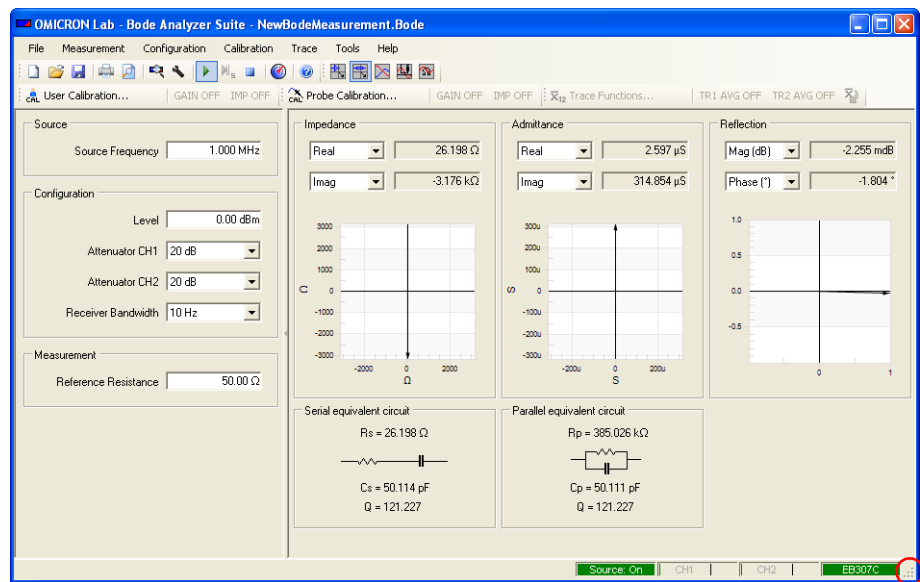 OMICRON Lab - Bode Analyzer Suite - NewBodeMeasurement.Bode
File Measurement Configuration Calibration Trace Tools Help
CAL User Calibration... GAIN OFF IMP OFF CAL Probe Calibration... GAIN OFF IMP OFF X12 Trace Functions... TR1 AVG OFF TR2 AVG OFF
Source
Source Frequency 1.000 MHz
Configuration
Level 0.00 dBm
Attenuator CH1 20 dB
Attenuator CH2 20 dB
Receiver Bandwidth 10 Hz
Measurement
Reference Resistance 50.00 Ω
Impedance
Real 26.198 Ω
Imag -3.176 kΩ
3000
2000
1000
Ω 0
-1000
-2000
-3000
-2000 0 2000
Ω
Admittance
Real 2.597 µS
Imag 314.854 µS
300u
200u
100u
S 0
-100u
-200u
-300u
-200u 0 200u
S
Reflection
Mag (dB) -2.255 mdB
Phase (°) -1.804 °
1.0
0.5
0.0
-0.5
0 1
Serial equivalent circuit
Rs = 26.198 Ω
Cs = 50.114 pF
Q = 121.227
Parallel equivalent circuit
Rp = 385.026 kΩ
Cp = 50.111 pF
Q = 121.227
Source: On CH1 CH2 EB307C